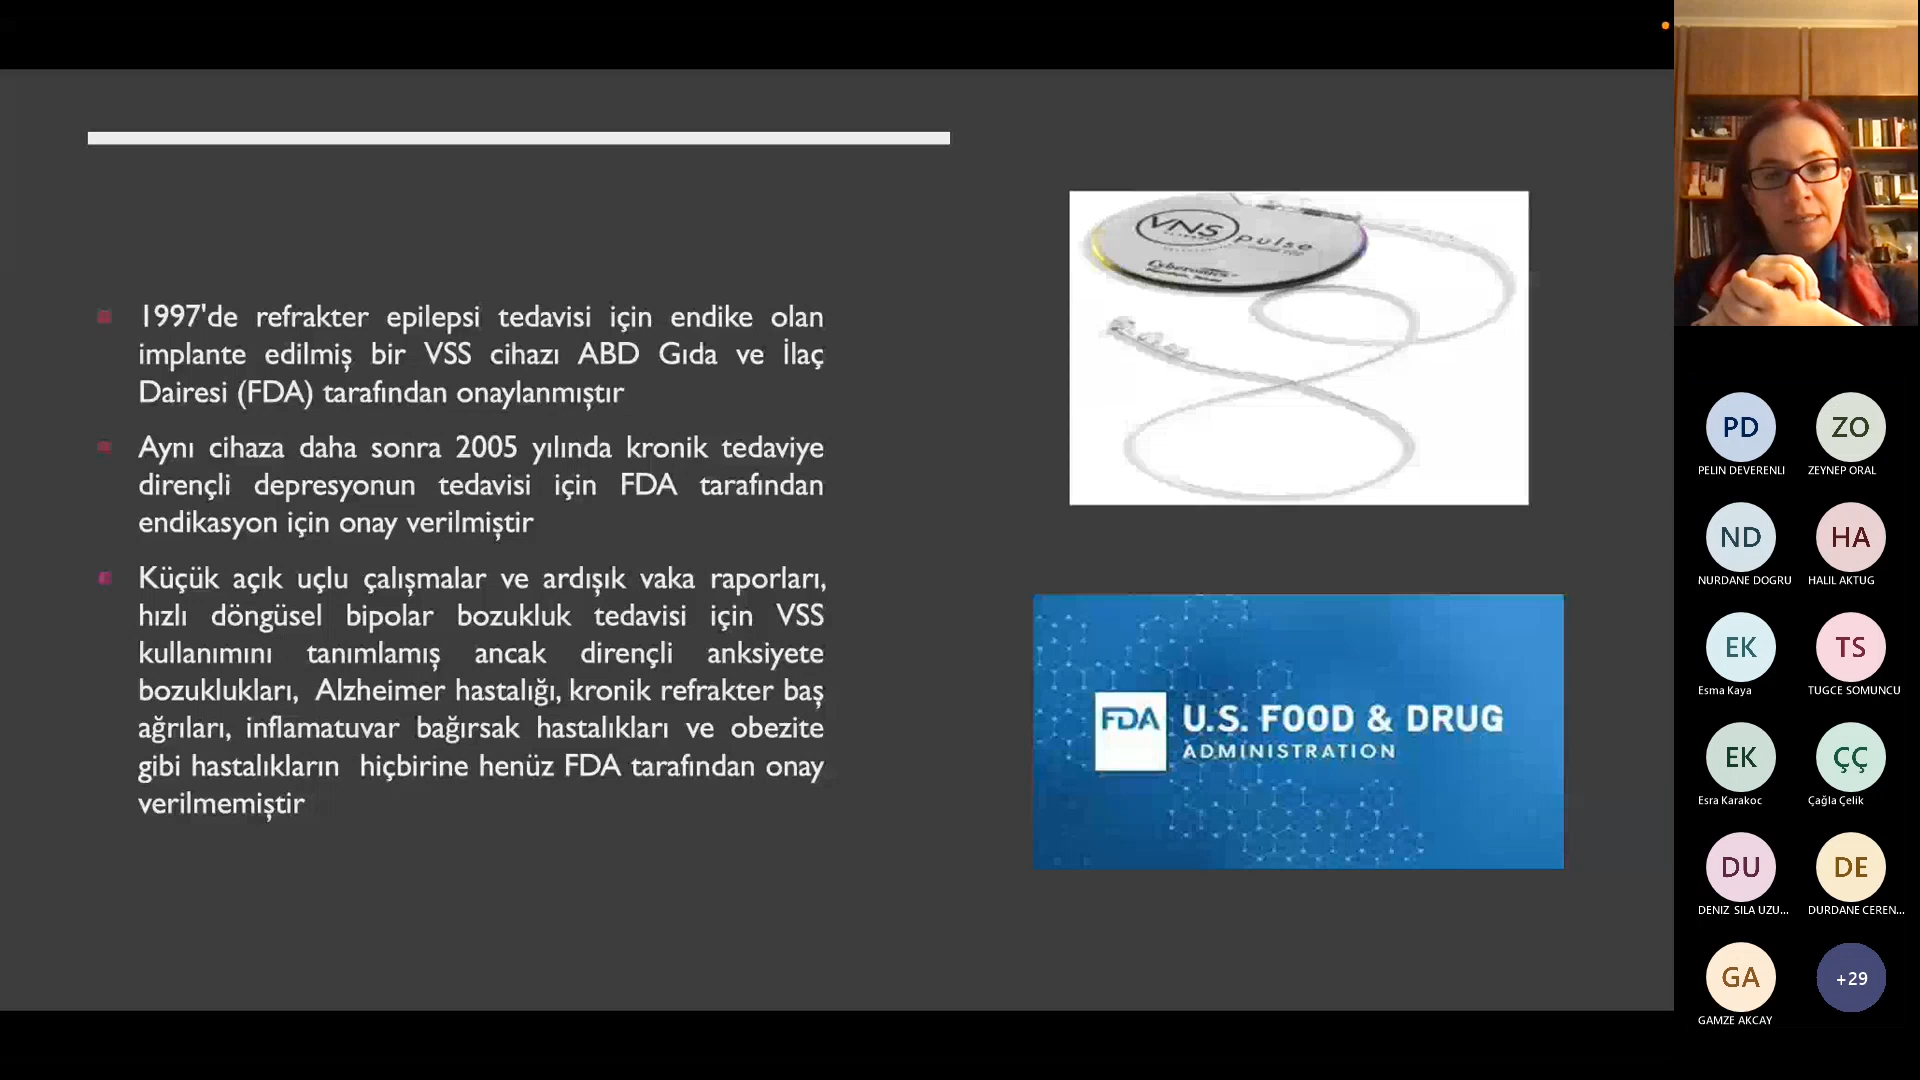 1997'de refrakter epilepsi tedavisi için endike olan
implante edilmiş bir VSS cihazı ABD Gıda ve İlaç
Dairesi (FDA) tarafından onaylanmıştır
Aynı cihaza daha sonra 2005 yılında kronik tedaviye
dirençli depresyonun tedavisi için FDA tarafından
endikasyon için onay verilmiştir
Küçük açık uçlu çalışmalar ve ardışık vaka raporları,
hızlı döngüsel bipolar bozukluk tedavisi için VSS
kullanımını tanımlamış ancak dirençli anksiyete
bozuklukları, Alzheimer hastalığı, kronik refrakter baş
ağrıları, inflamatuvar bağırsak hastalıkları ve obezite
gibi hastalıkların hiçbirine henüz FDA tarafından onay
verilmemiştir
VNS pulse
Cyberonics
FDA U.S. FOOD & DRUG
ADMINISTRATION
PD
PELIN DEVERENLI
ZO
ZEYNEP ORAL
ND
NURDANE DOGRU
HA
HALIL AKTUG
EK
Esma Kaya
TS
TUGCE SOMUNCU
EK
Esra Karakoc
ÇÇ
Çağla Çelik
DU
DENIZ SILA UZU...
DE
DURDANE CEREN...
GA
GAMZE AKCAY
+29